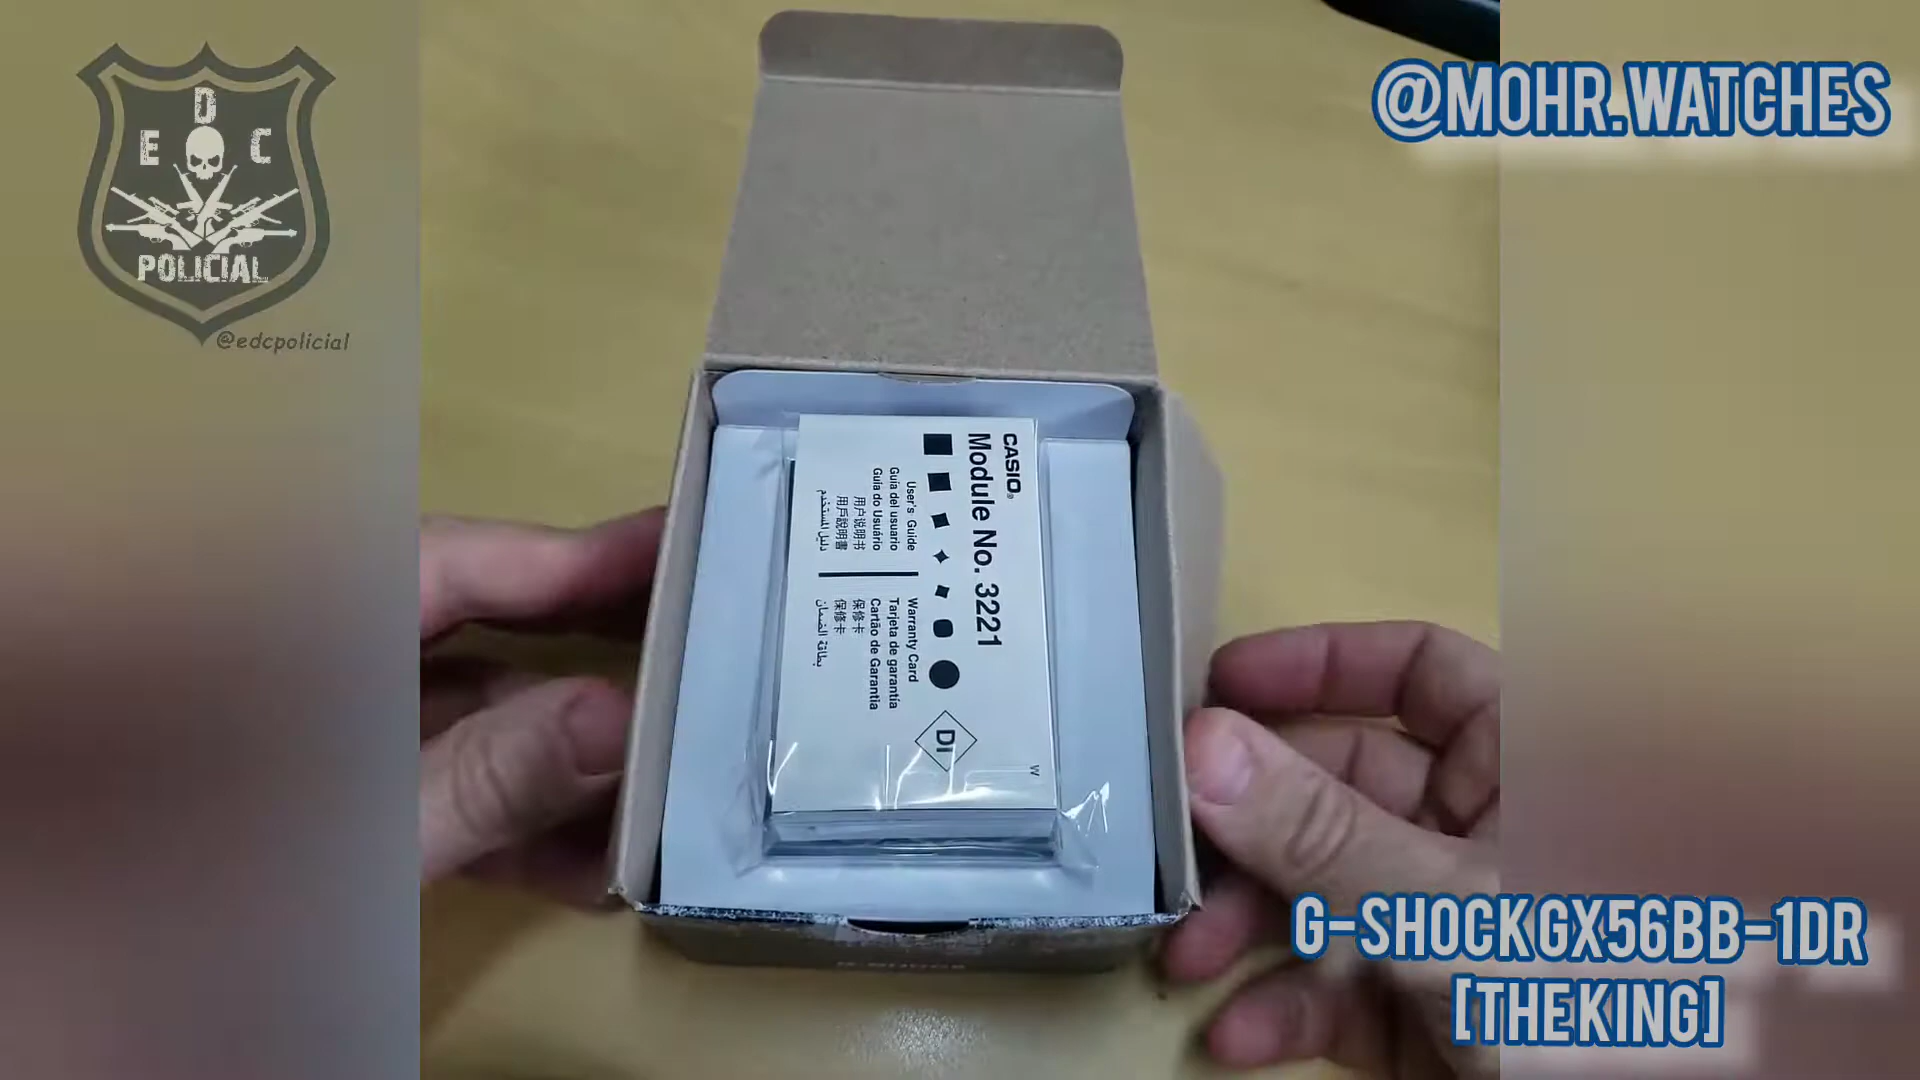 D
E C
POLICIAL
@edcpolicial
@MOHR.WATCHES
CASIO®
Module No. 3221
User's Guide
Guía del usuario
Guia do Usuário
用户说明书
用戶說明書
دليل المستخدم
Warranty Card
Tarjeta de garantía
Cartão de Garantia
保修卡
保修卡
بطاقة الضمان
DI
W
G-SHOCK GX56BB-1DR
[THE KING]